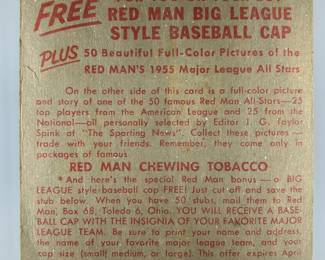 FREE
RED MAN BIG LEAGUE
STYLE BASEBALL CAP
PLUS 50 Beautiful Full-Color Pictures of the
RED MAN'S 1955 Major League All Stars
On the other side of this card is a full-color picture
and story of one of the 50 famous Red Man All-Stars—25
top players from the American League and 25 from the
National—all personally selected by Editor J. G. Taylor
Spink of "The Sporting News". Collect these pictures —
trade with your friends. Remember, they come only in
packages of famous
RED MAN CHEWING TOBACCO
* And here's the special Red Man bonus—a BIG
LEAGUE style baseball cap FREE! Just cut off and save the
stub below. When you have 50 stubs, mail them to Red
Man, Box 68, Toledo 6, Ohio. YOU WILL RECEIVE A BASE-
BALL CAP WITH THE INSIGNIA OF YOUR FAVORITE MAJOR
LEAGUE TEAM. Be sure to print your name and address,
the name of your favorite major league team, and your
cap size (small, medium or large). This offer expires April